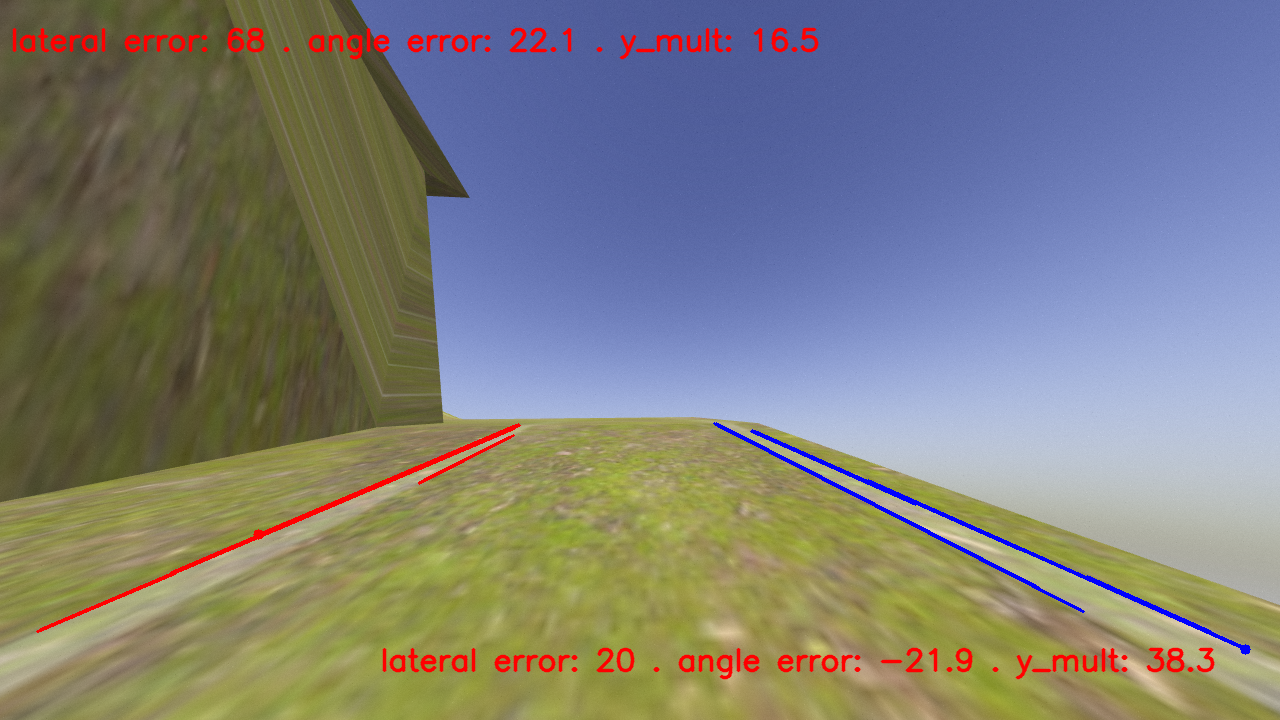 lateral error: 68 . angle error: 22.1 . y_mult: 16.5
lateral error: 20 . angle error: -21.9 . y_mult: 38.3